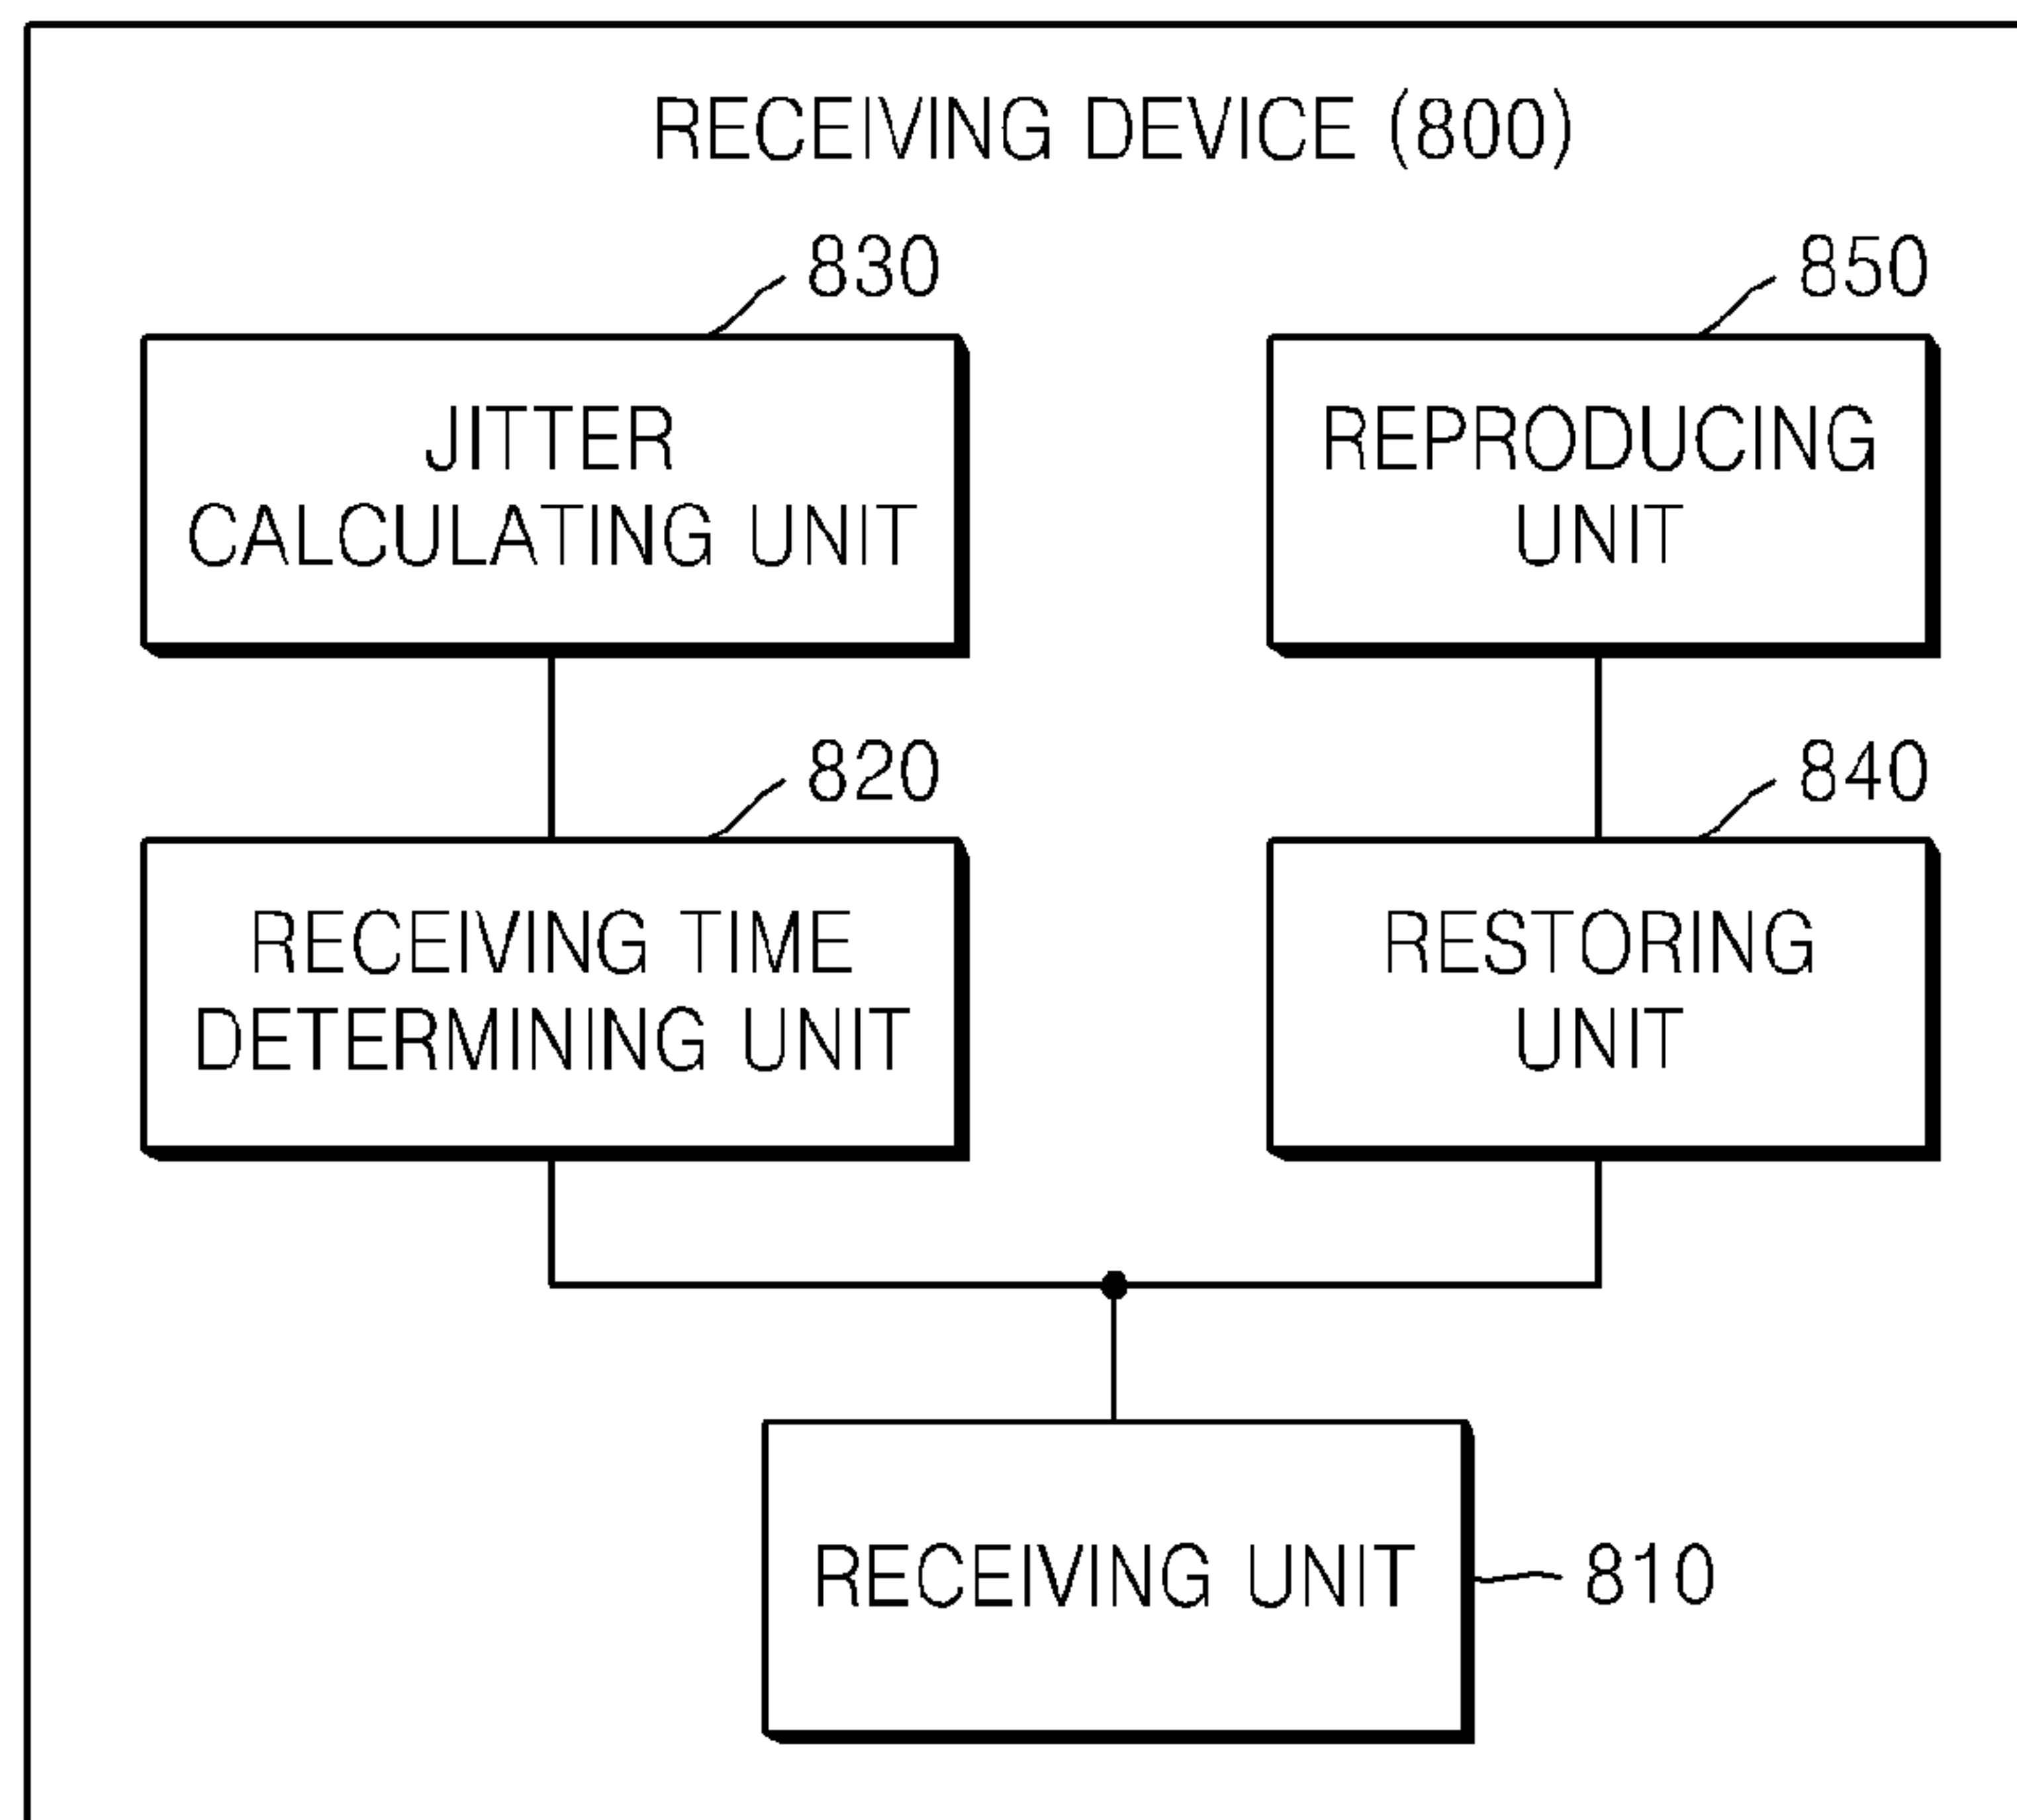 RECEIVING DEVICE (800)
830
850
JITTER
CALCULATING UNIT
REPRODUCING
UNIT
820
840
RECEIVING TIME
DETERMINING UNIT
RESTORING
UNIT
RECEIVING UNIT
810